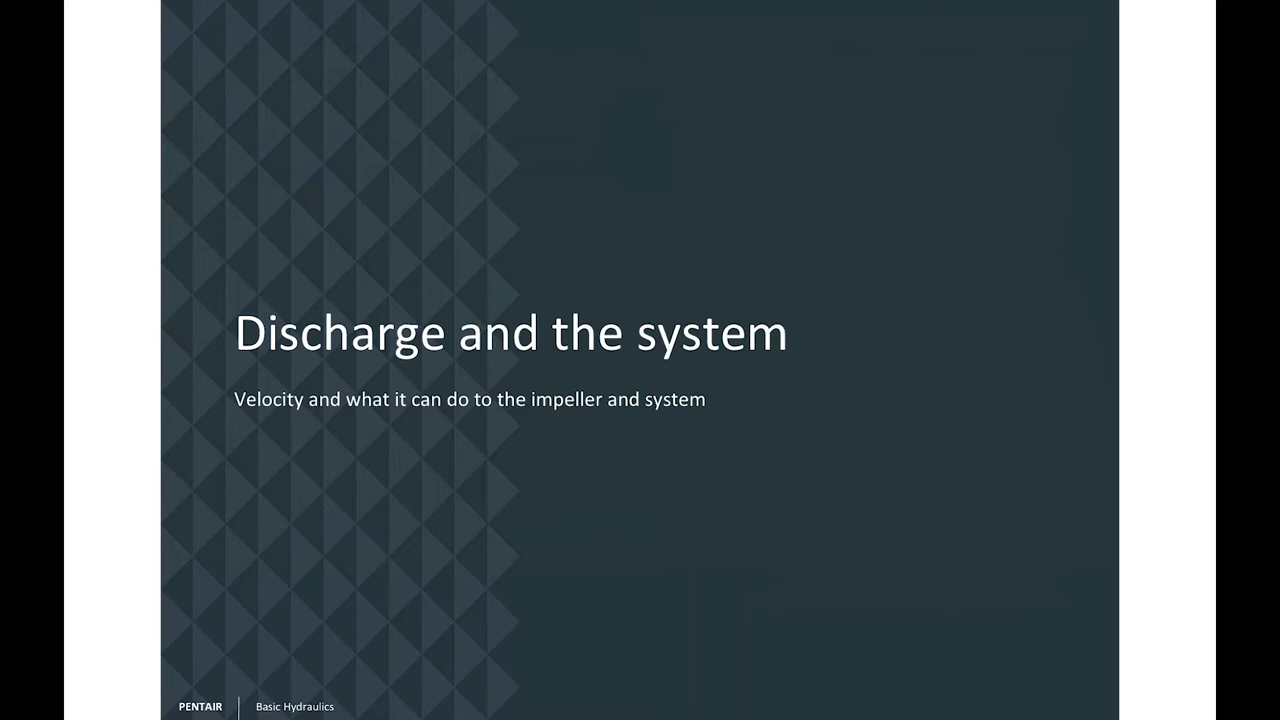 Discharge and the system
Velocity and what it can do to the impeller and system
PENTAIR
Basic Hydraulics